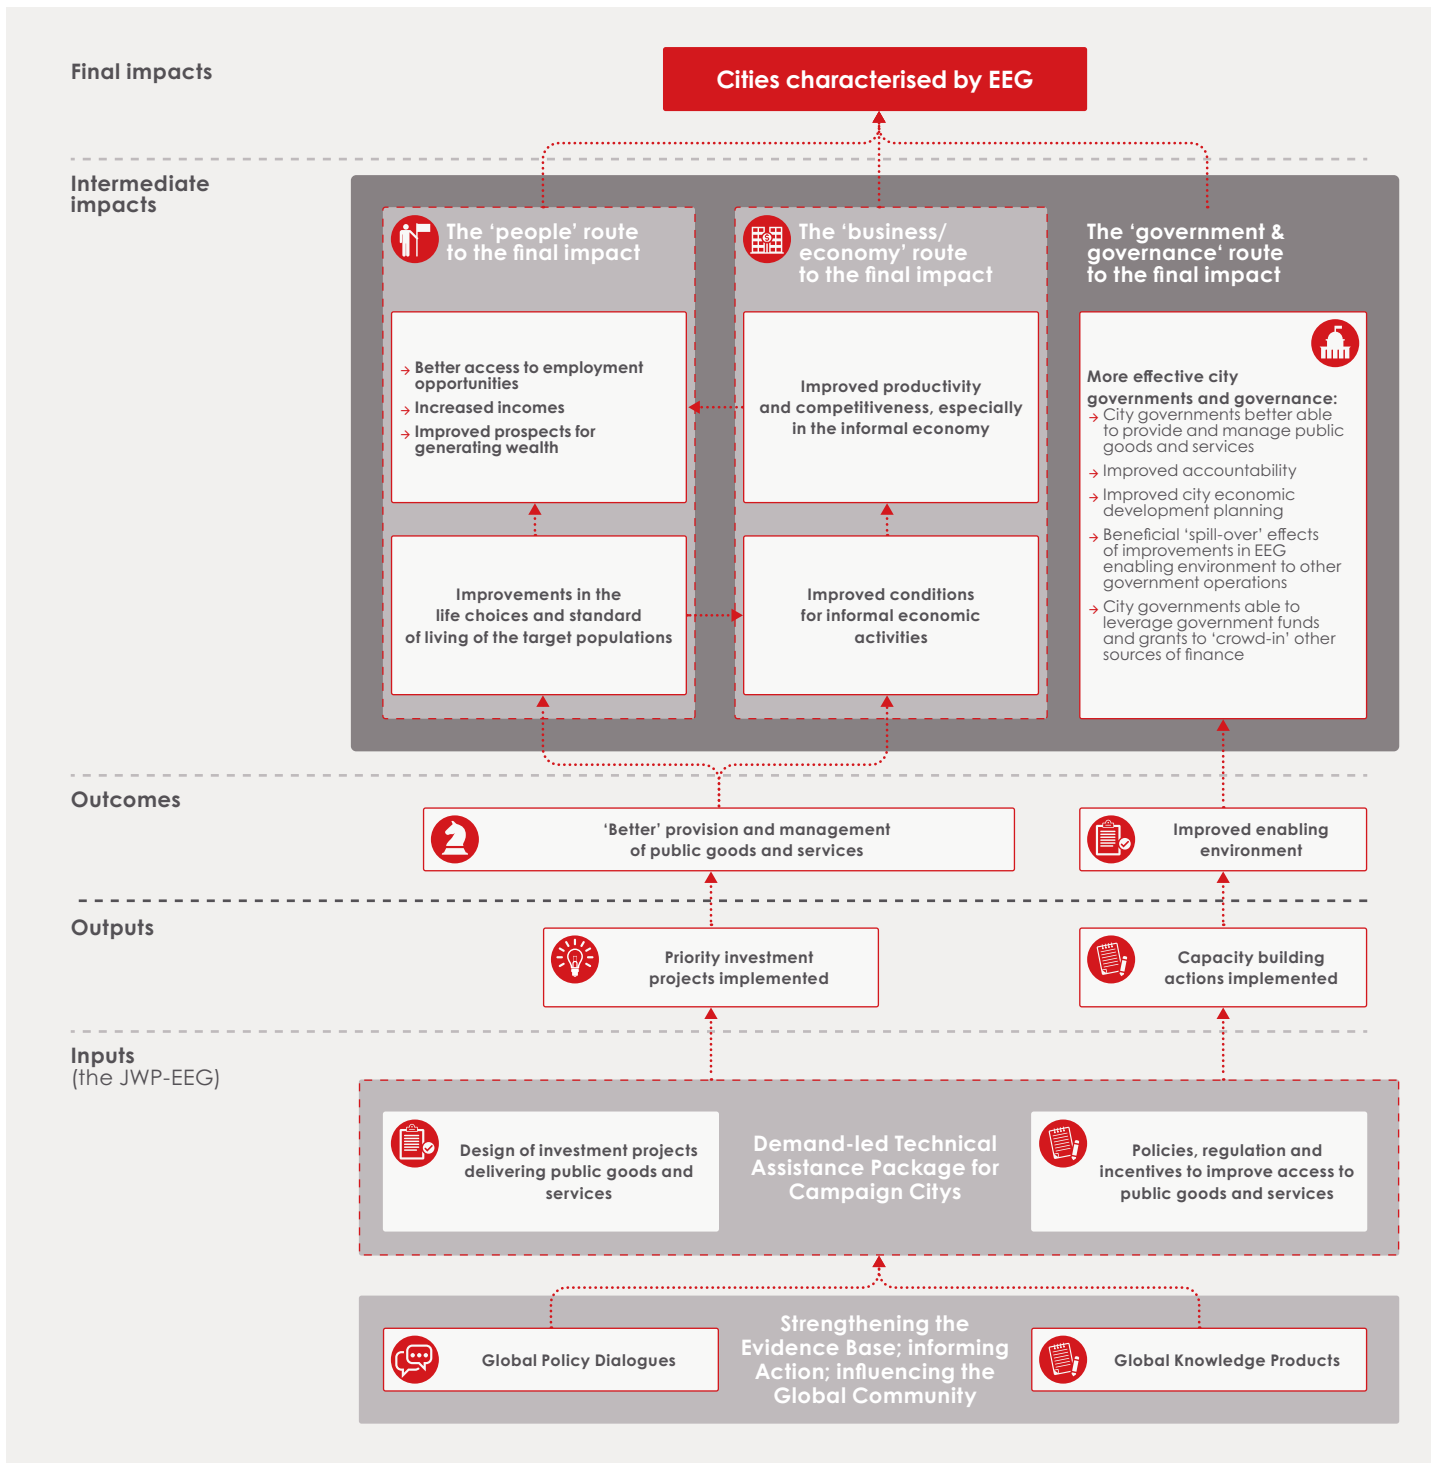 Final impacts
Cities characterised by EEG
Intermediate
impacts
The ‘people’ route
to the final impact
The ‘business/
economy’ route
to the final impact
The ‘government &
governance‘ route
to the final impact
→ Better access to employment
opportunities
→ Increased incomes
→ Improved prospects for
generating wealth
Improved productivity
and competitiveness, especially
in the informal economy
More effective city
governments and governance:
→ City governments better able
to provide and manage public
goods and services
→ Improved accountability
→ Improved city economic
development planning
→ Beneficial ‘spill-over’ effects
of improvements in EEG
enabling environment to other
government operations
→ City governments able to
leverage government funds
and grants to ‘crowd-in’ other
sources of finance
Improvements in the
life choices and standard
of living of the target populations
Improved conditions
for informal economic
activities
Outcomes
‘Better’ provision and management
of public goods and services
Improved enabling
environment
Outputs
Priority investment
projects implemented
Capacity building
actions implemented
Inputs
(the JWP-EEG)
Design of investment projects
delivering public goods and
services
Demand-led Technical
Assistance Package for
Campaign Citys
Policies, regulation and
incentives to improve access to
public goods and services
Global Policy Dialogues
Strengthening the
Evidence Base; informing
Action; influencing the
Global Community
Global Knowledge Products